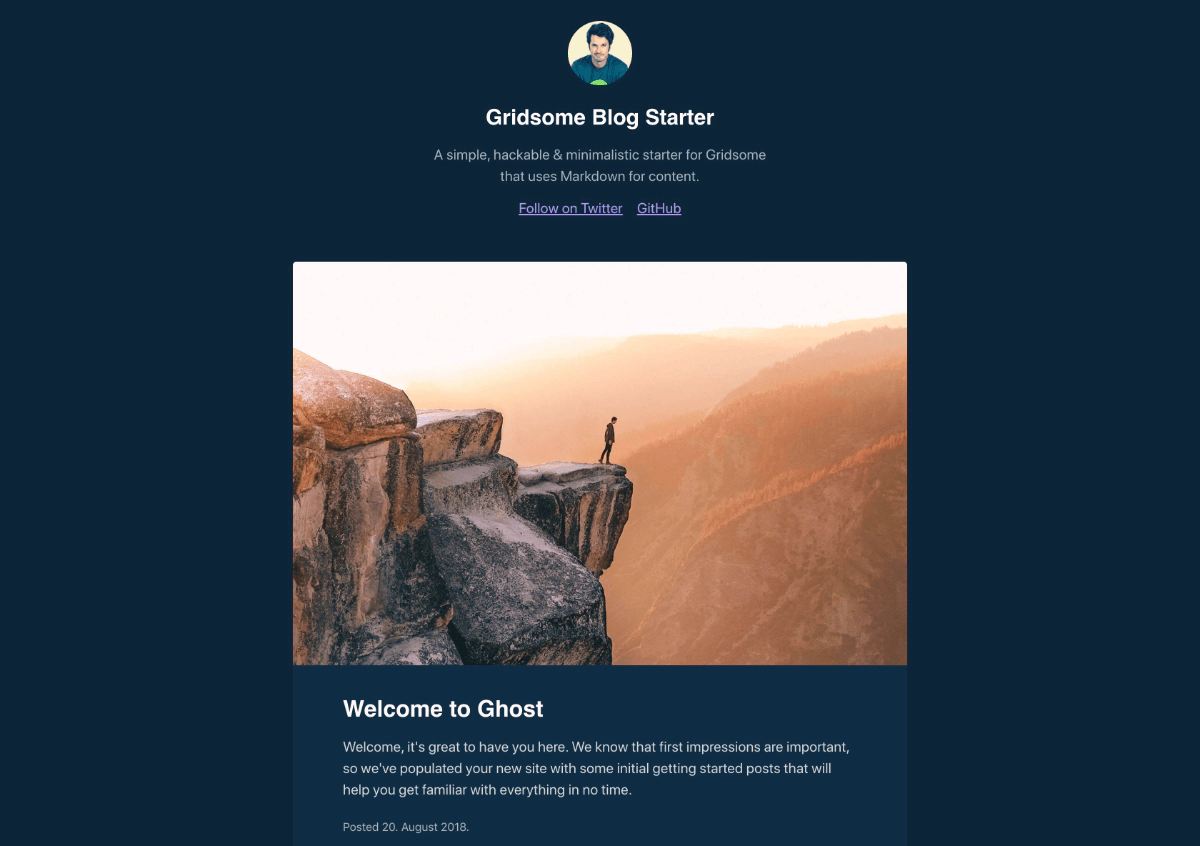 Gridsome Blog Starter
A simple, hackable & minimalistic starter for Gridsome
that uses Markdown for content.
Follow on Twitter GitHub
Welcome to Ghost
Welcome, it's great to have you here. We know that first impressions are important,
so we've populated your new site with some initial getting started posts that will
help you get familiar with everything in no time.
Posted 20. August 2018.